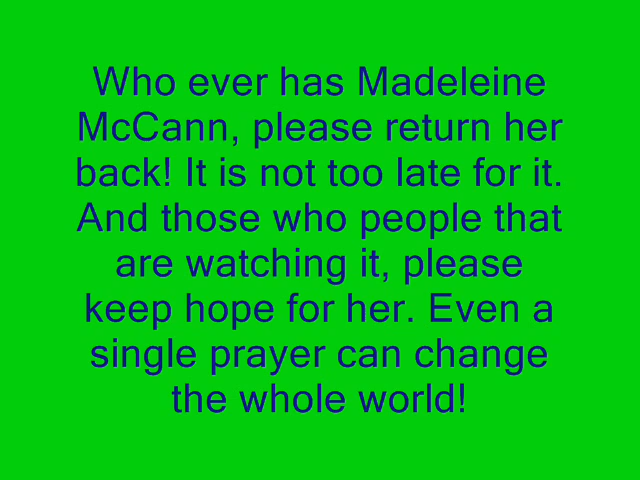 Who ever has Madeleine
McCann, please return her
back! It is not too late for it.
And those who people that
are watching it, please
keep hope for her. Even a
single prayer can change
the whole world!